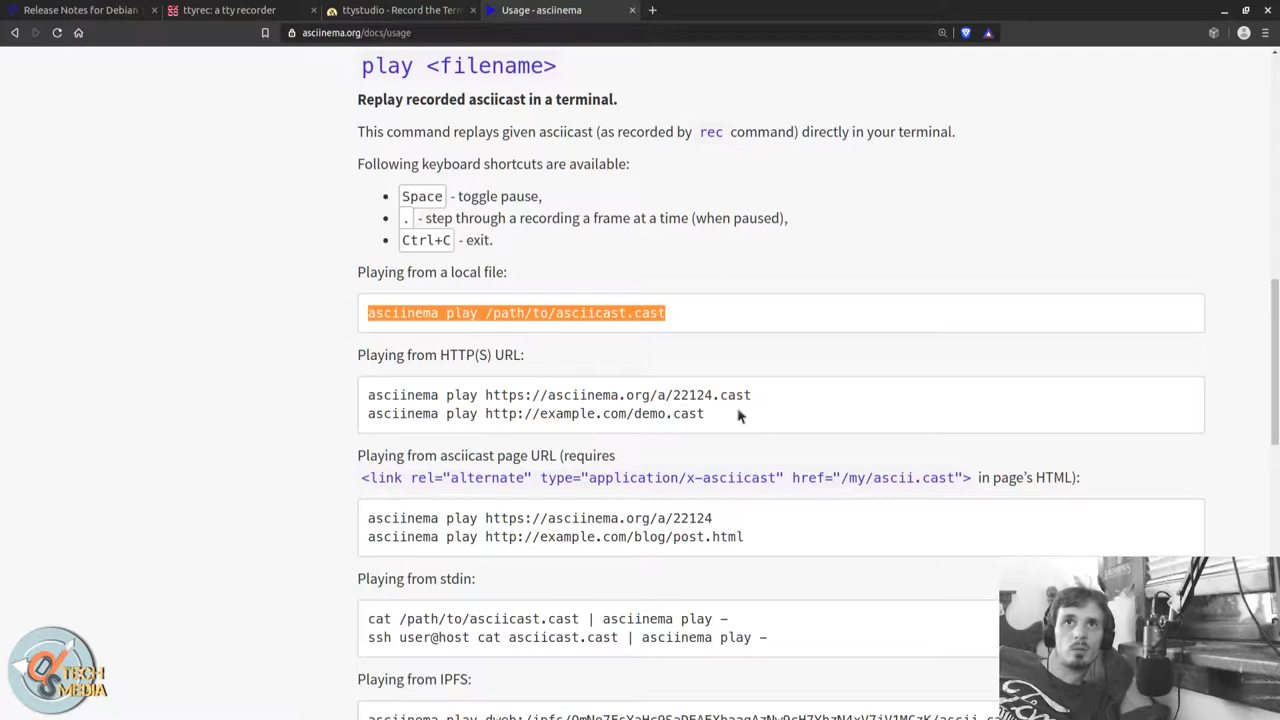 Release Notes for Debian
ttyrec: a tty recorder
ttystudio - Record the Tern
Usage - asciinema
asciinema.org/docs/usage
play <filename>
Replay recorded asciicast in a terminal.
This command replays given asciicast (as recorded by rec command) directly in your terminal.
Following keyboard shortcuts are available:
Space - toggle pause,
. - step through a recording a frame at a time (when paused),
Ctrl+C - exit.
Playing from a local file:
asciinema play /path/to/asciicast.cast
Playing from HTTP(S) URL:
asciinema play https://asciinema.org/a/22124.cast
asciinema play http://example.com/demo.cast
Playing from asciicast page URL (requires
<link rel="alternate" type="application/x-asciicast" href="/my/ascii.cast"> in page's HTML):
asciinema play https://asciinema.org/a/22124
asciinema play http://example.com/blog/post.html
Playing from stdin:
cat /path/to/asciicast.cast | asciinema play -
ssh user@host cat asciicast.cast | asciinema play -
Playing from IPFS:
TECH
MEDIA